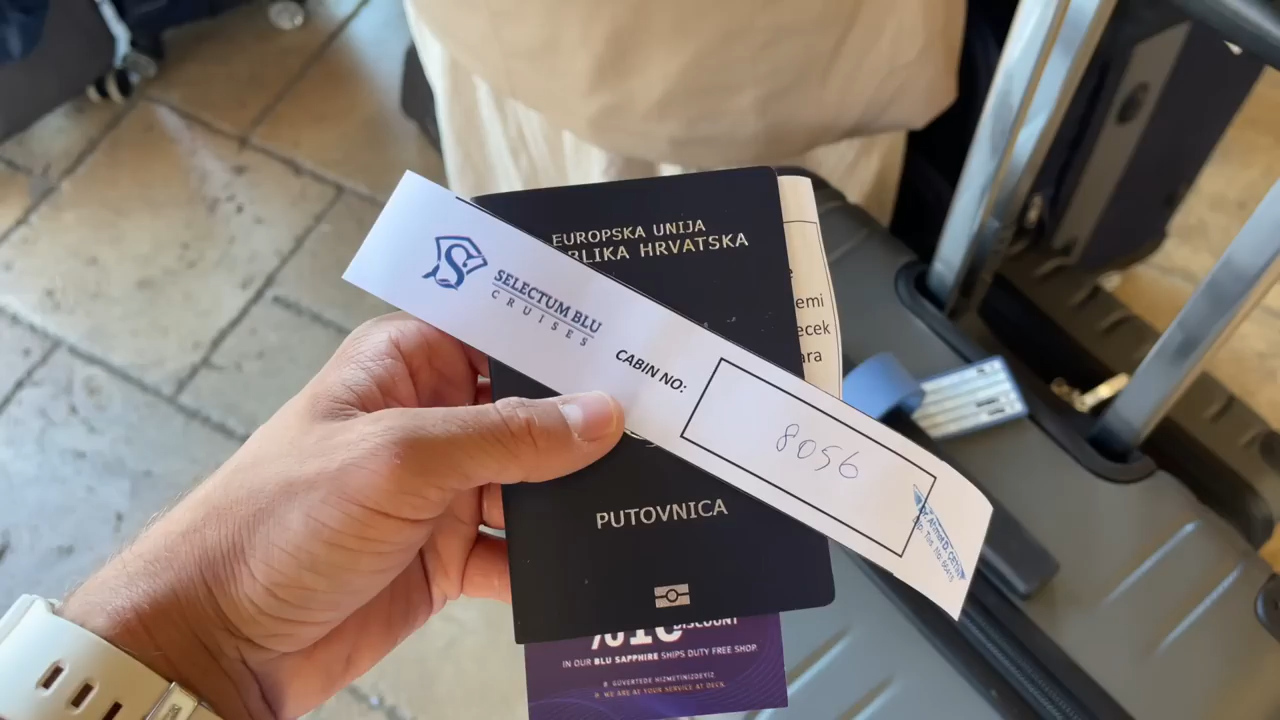 EUROPSKA UNIJA
BLIKA HRVATSKA
SELECTUM BLU
CRUISES
CABIN NO:
8056
emi
ecek
ara
PUTOVNICA
DISCOUNT
IN OUR BLU SAPPHIRE SHIPS DUTY FREE SHOP.
8. GÜVERTEDE HİZMETİNİZDEYİZ
WE ARE AT YOUR SERVICE AT DECK.